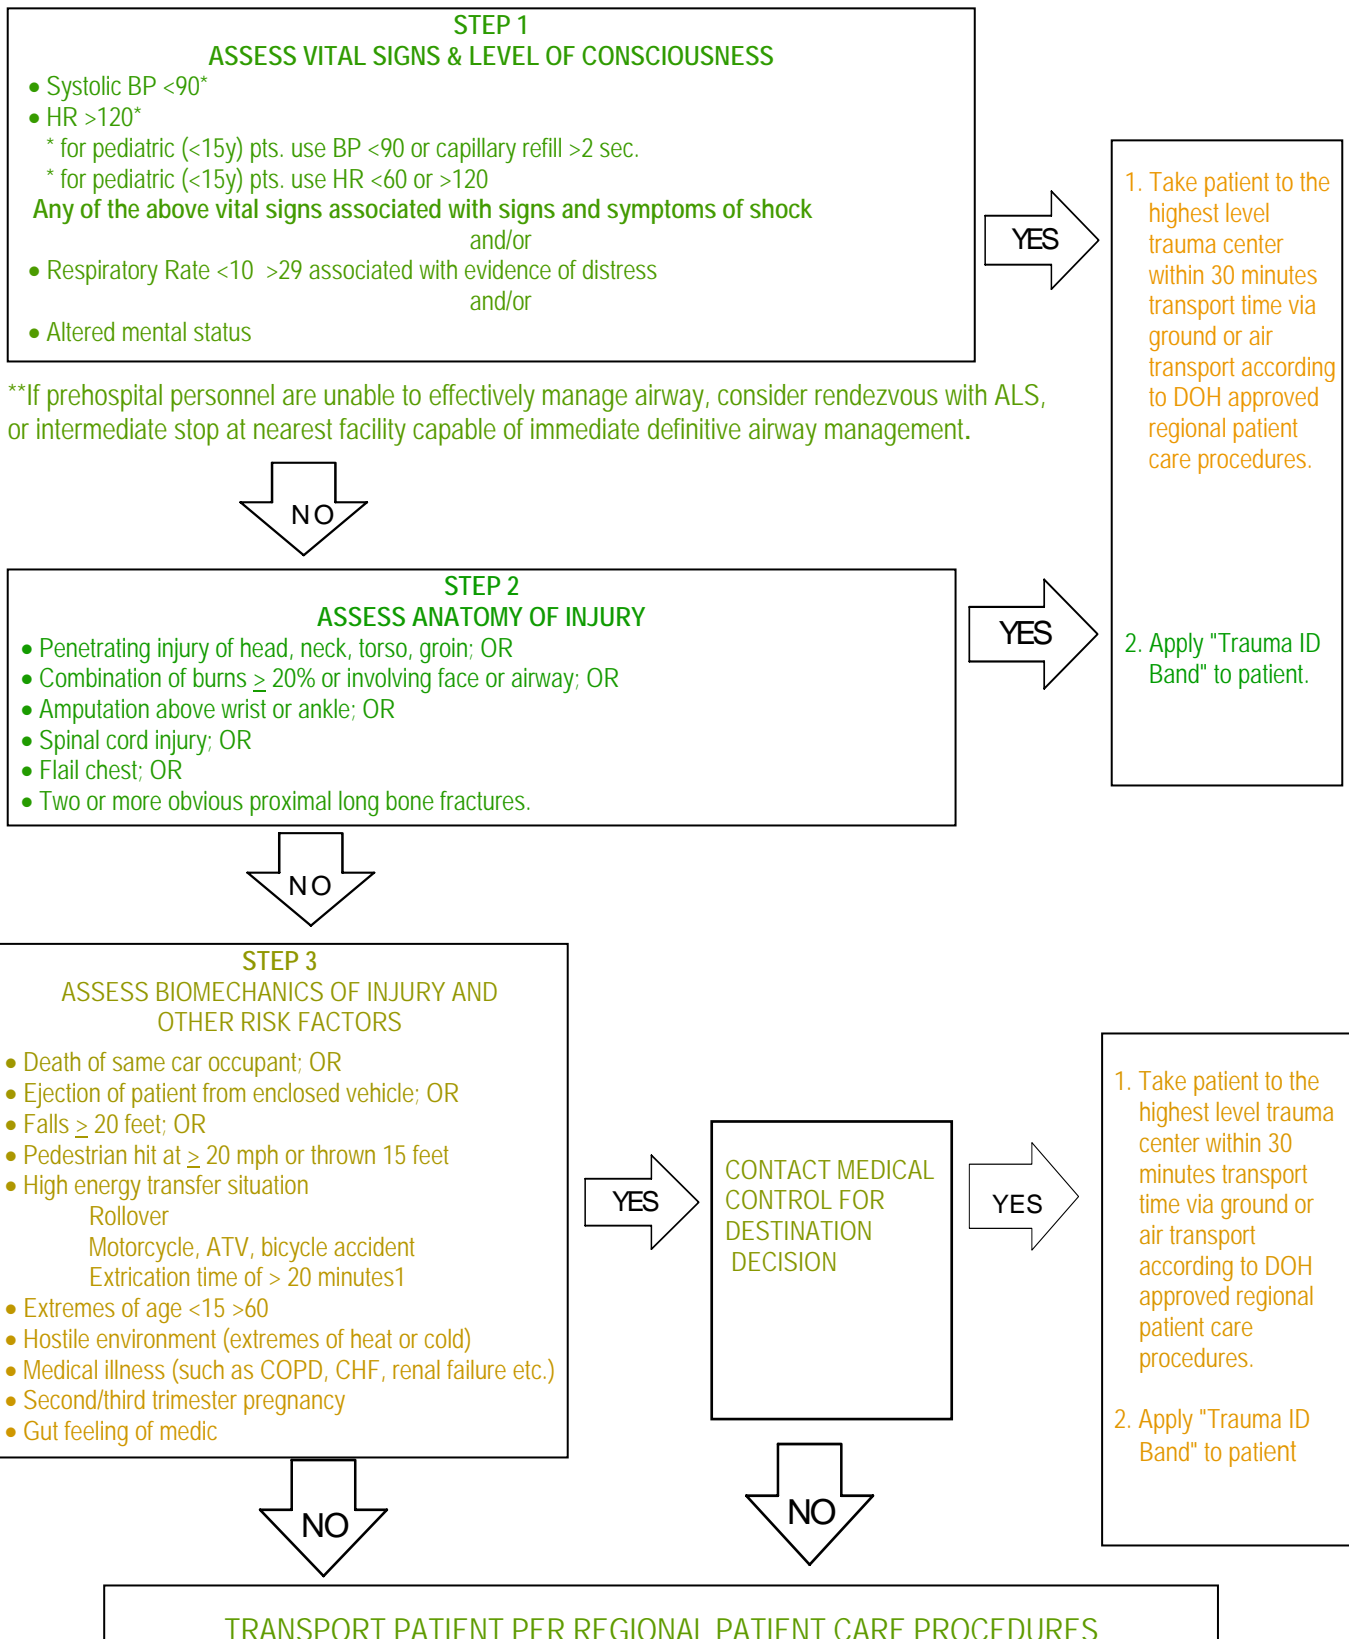 STEP 1
ASSESS VITAL SIGNS & LEVEL OF CONSCIOUSNESS
• Systolic BP <90*
• HR >120*
* for pediatric (<15y) pts. use BP <90 or capillary refill >2 sec.
* for pediatric (<15y) pts. use HR <60 or >120
Any of the above vital signs associated with signs and symptoms of shock
and/or
• Respiratory Rate <10 >29 associated with evidence of distress
and/or
• Altered mental status
YES
1. Take patient to the
highest level
trauma center
within 30 minutes
transport time via
ground or air
transport according
to DOH approved
regional patient
care procedures.
2. Apply "Trauma ID
Band" to patient.
**If prehospital personnel are unable to effectively manage airway, consider rendezvous with ALS,
or intermediate stop at nearest facility capable of immediate definitive airway management.
NO
STEP 2
ASSESS ANATOMY OF INJURY
• Penetrating injury of head, neck, torso, groin; OR
• Combination of burns ≥ 20% or involving face or airway; OR
• Amputation above wrist or ankle; OR
• Spinal cord injury; OR
• Flail chest; OR
• Two or more obvious proximal long bone fractures.
YES
NO
STEP 3
ASSESS BIOMECHANICS OF INJURY AND
OTHER RISK FACTORS
• Death of same car occupant; OR
• Ejection of patient from enclosed vehicle; OR
• Falls ≥ 20 feet; OR
• Pedestrian hit at ≥ 20 mph or thrown 15 feet
• High energy transfer situation
Rollover
Motorcycle, ATV, bicycle accident
Extrication time of > 20 minutes1
• Extremes of age <15 >60
• Hostile environment (extremes of heat or cold)
• Medical illness (such as COPD, CHF, renal failure etc.)
• Second/third trimester pregnancy
• Gut feeling of medic
YES
CONTACT MEDICAL
CONTROL FOR
DESTINATION
DECISION
YES
1. Take patient to the
highest level trauma
center within 30
minutes transport
time via ground or
air transport
according to DOH
approved regional
patient care
procedures.
2. Apply "Trauma ID
Band" to patient
NO
NO
TRANSPORT PATIENT PER REGIONAL PATIENT CARE PROCEDURES